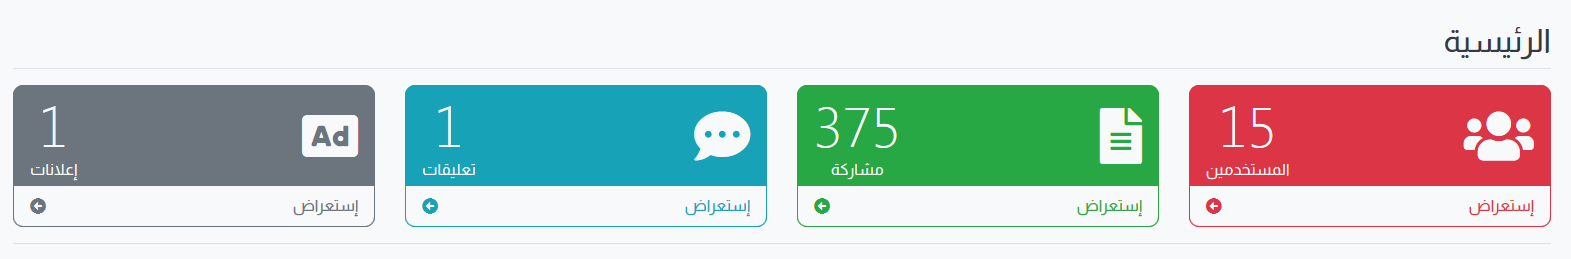 الرئيسية
15
المستخدمين
إستعراض
375
مشاركة
إستعراض
1
تعليقات
إستعراض
Ad
1
إعلانات
إستعراض